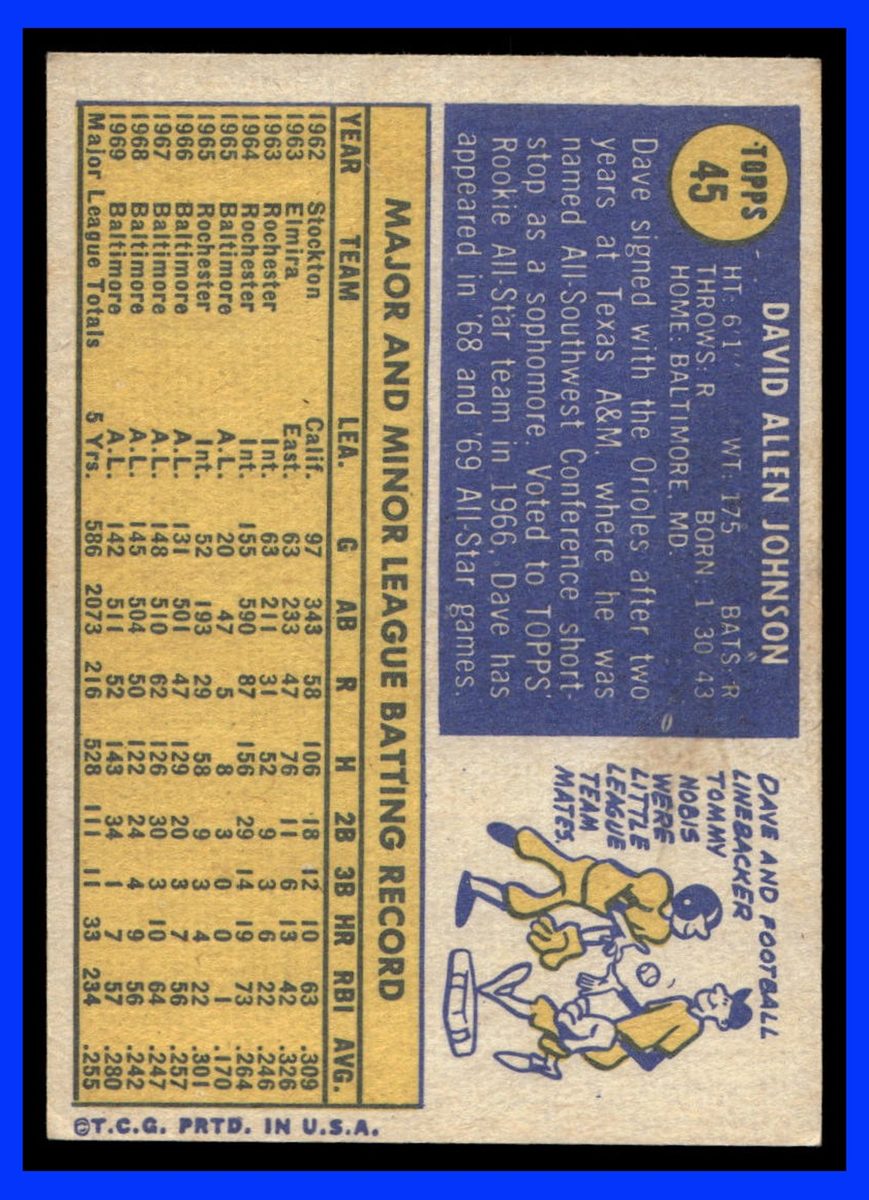 TOPPS
45
DAVID ALLEN JOHNSON
HT: 6'1" WT: 175 BATS: R
THROWS: R BORN: 1 30 43
HOME: BALTIMORE, MD.
Dave signed with the Orioles after two
years at Texas A&M, where he was
named All-Southwest Conference short-
stop as a sophomore. Voted to TOPPS'
Rookie All-Star team in 1966, Dave has
appeared in '68 and '69 All-Star games.
DAVE AND FOOTBALL
LINEBACKER
TOMMY
NOBIS
WERE
LITTLE
LEAGUE
TEAM
MATES.
MAJOR AND MINOR LEAGUE BATTING RECORD
YEAR TEAM LEA. G AB R H 2B 3B HR RBI AVG.
1962 Stockton Calif. 97 343 58 106 18 12 10 63 .309
1963 Elmira East. 63 233 47 76 11 6 13 42 .326
1963 Rochester Int. 63 211 31 52 9 3 6 22 .246
1964 Rochester Int. 155 590 87 156 29 14 19 73 .264
1965 Baltimore A.L. 20 47 5 8 3 0 0 1 .170
1965 Rochester Int. 52 193 29 58 9 3 4 22 .301
1966 Baltimore A.L. 131 501 47 129 20 3 7 56 .257
1967 Baltimore A.L. 148 510 62 126 30 3 10 64 .247
1968 Baltimore A.L. 145 504 50 122 24 4 9 56 .242
1969 Baltimore A.L. 142 511 52 143 34 1 7 57 .280
Major League Totals 5 Yrs. 586 2073 216 528 111 11 33 234 .255
©T.C.G. PRTD. IN U.S.A.